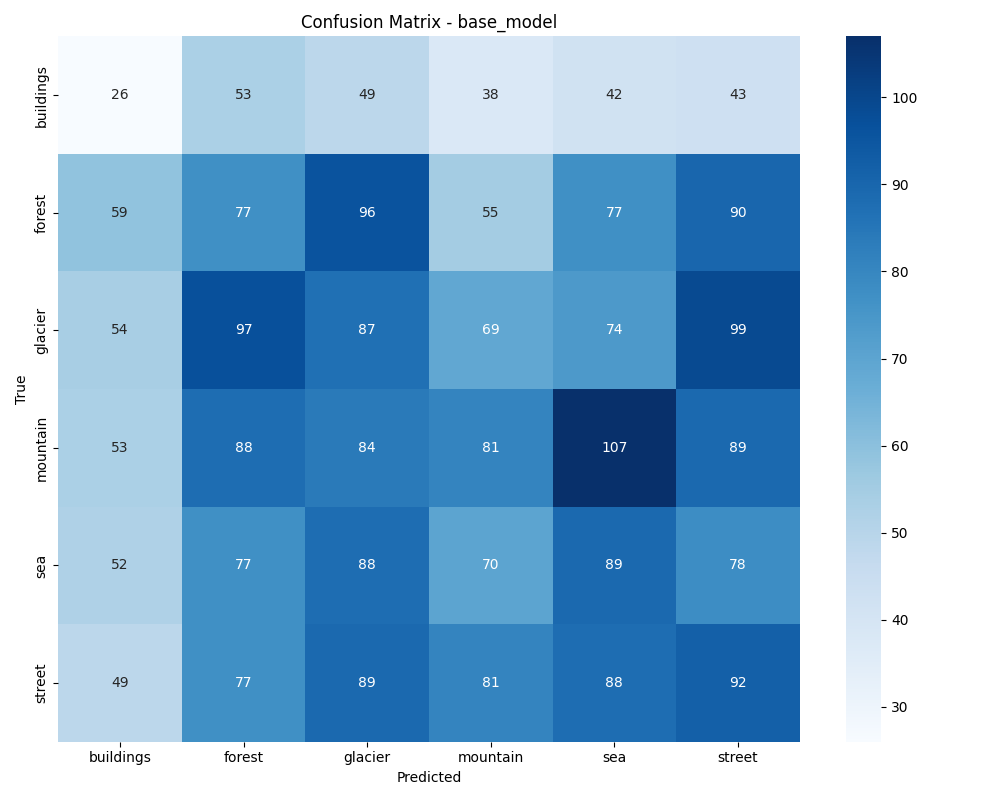 Confusion Matrix - base_model
buildings 26 53 49 38 42 43
forest 59 77 96 55 77 90
glacier 54 97 87 69 74 99
mountain 53 88 84 81 107 89
sea 52 77 88 70 89 78
street 49 77 89 81 88 92
buildings forest glacier mountain sea street
Predicted
True
100
90
80
70
60
50
40
30